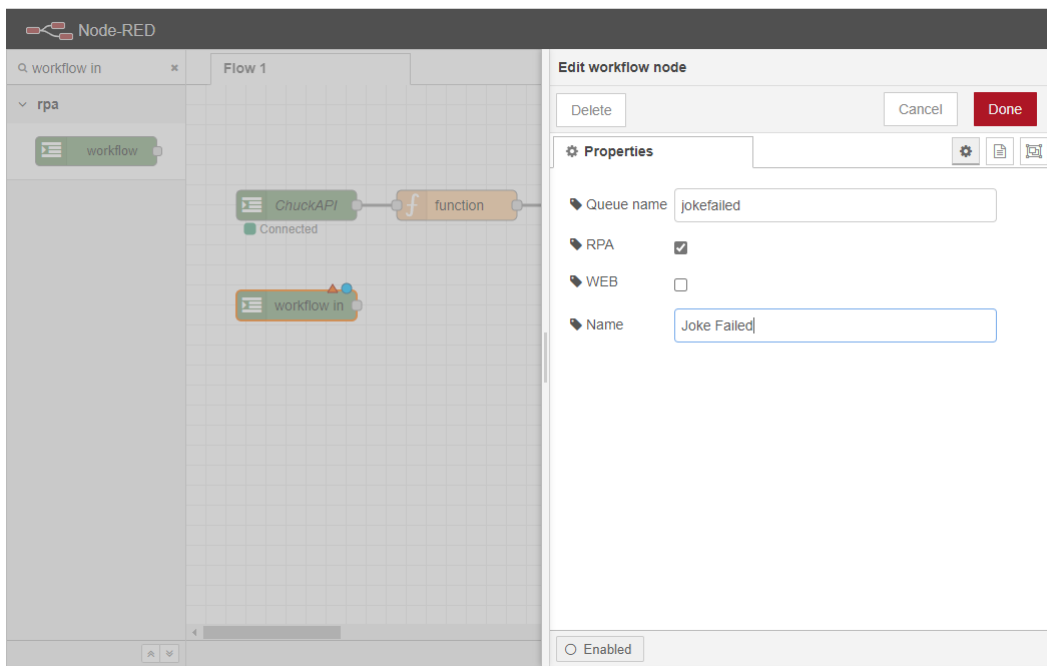 Node-RED
workflow in
Flow 1
Edit workflow node
rpa
Delete
Cancel
Done
workflow
Properties
ChuckAPI
function
Queue name
jokefailed
Connected
RPA
WEB
workflow in
Name
Joke Failed
Enabled